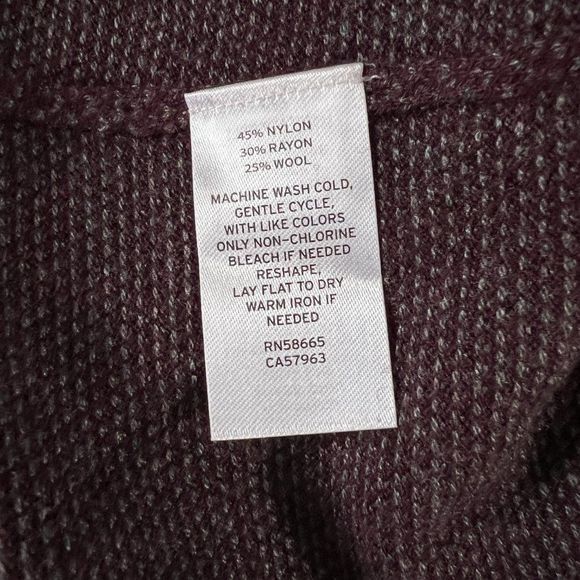 45% NYLON
30% RAYON
25% WOOL
MACHINE WASH COLD,
GENTLE CYCLE,
WITH LIKE COLORS
ONLY NON-CHLORINE
BLEACH IF NEEDED
RESHAPE,
LAY FLAT TO DRY
WARM IRON IF
NEEDED
RN58665
CA57963